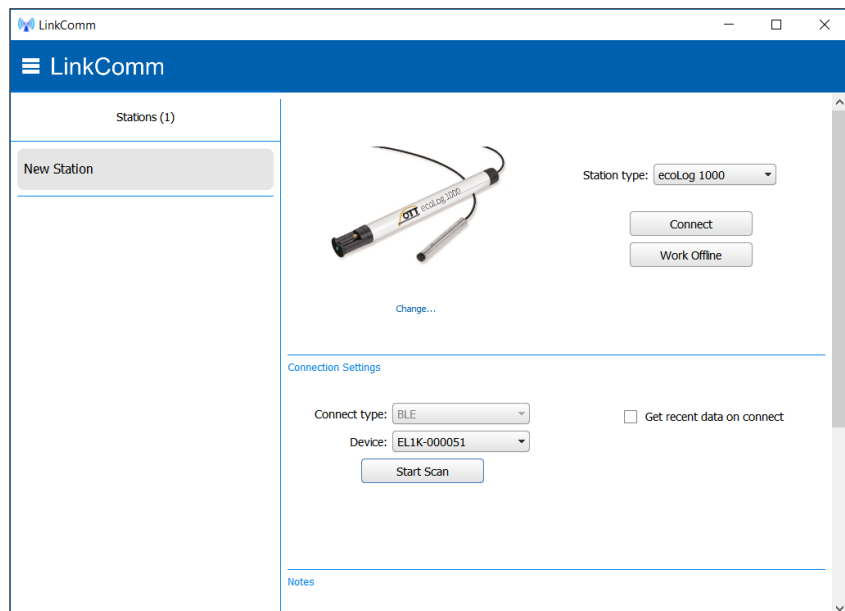 LinkComm
LinkComm
Stations (1)
New Station
OTT ecoLog 1000
Station type: ecoLog 1000
Connect
Work Offline
Change...
Connection Settings
Connect type: BLE
Get recent data on connect
Device: EL1K-000051
Start Scan
Notes